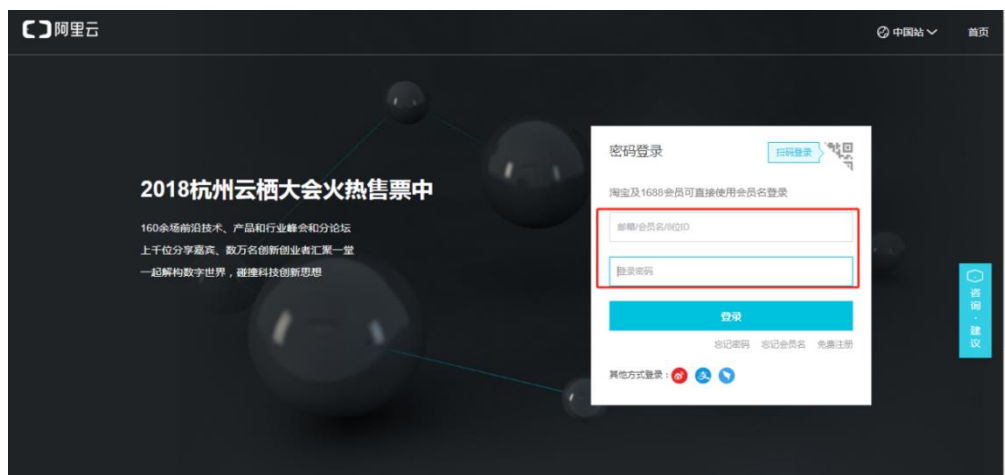 阿里云
中国站
首页
2018杭州云栖大会火热售票中
160余场前沿技术、产品和行业峰会和分论坛
上千位分享嘉宾、数万名创新创业者汇聚一堂
一起解构数字世界，碰撞科技创新思想
密码登录
扫码登录
淘宝及1688会员可直接使用会员名登录
邮箱/会员名/8位ID
登录密码
登录
忘记密码 忘记会员名 免费注册
其他方式登录：
咨询·建议